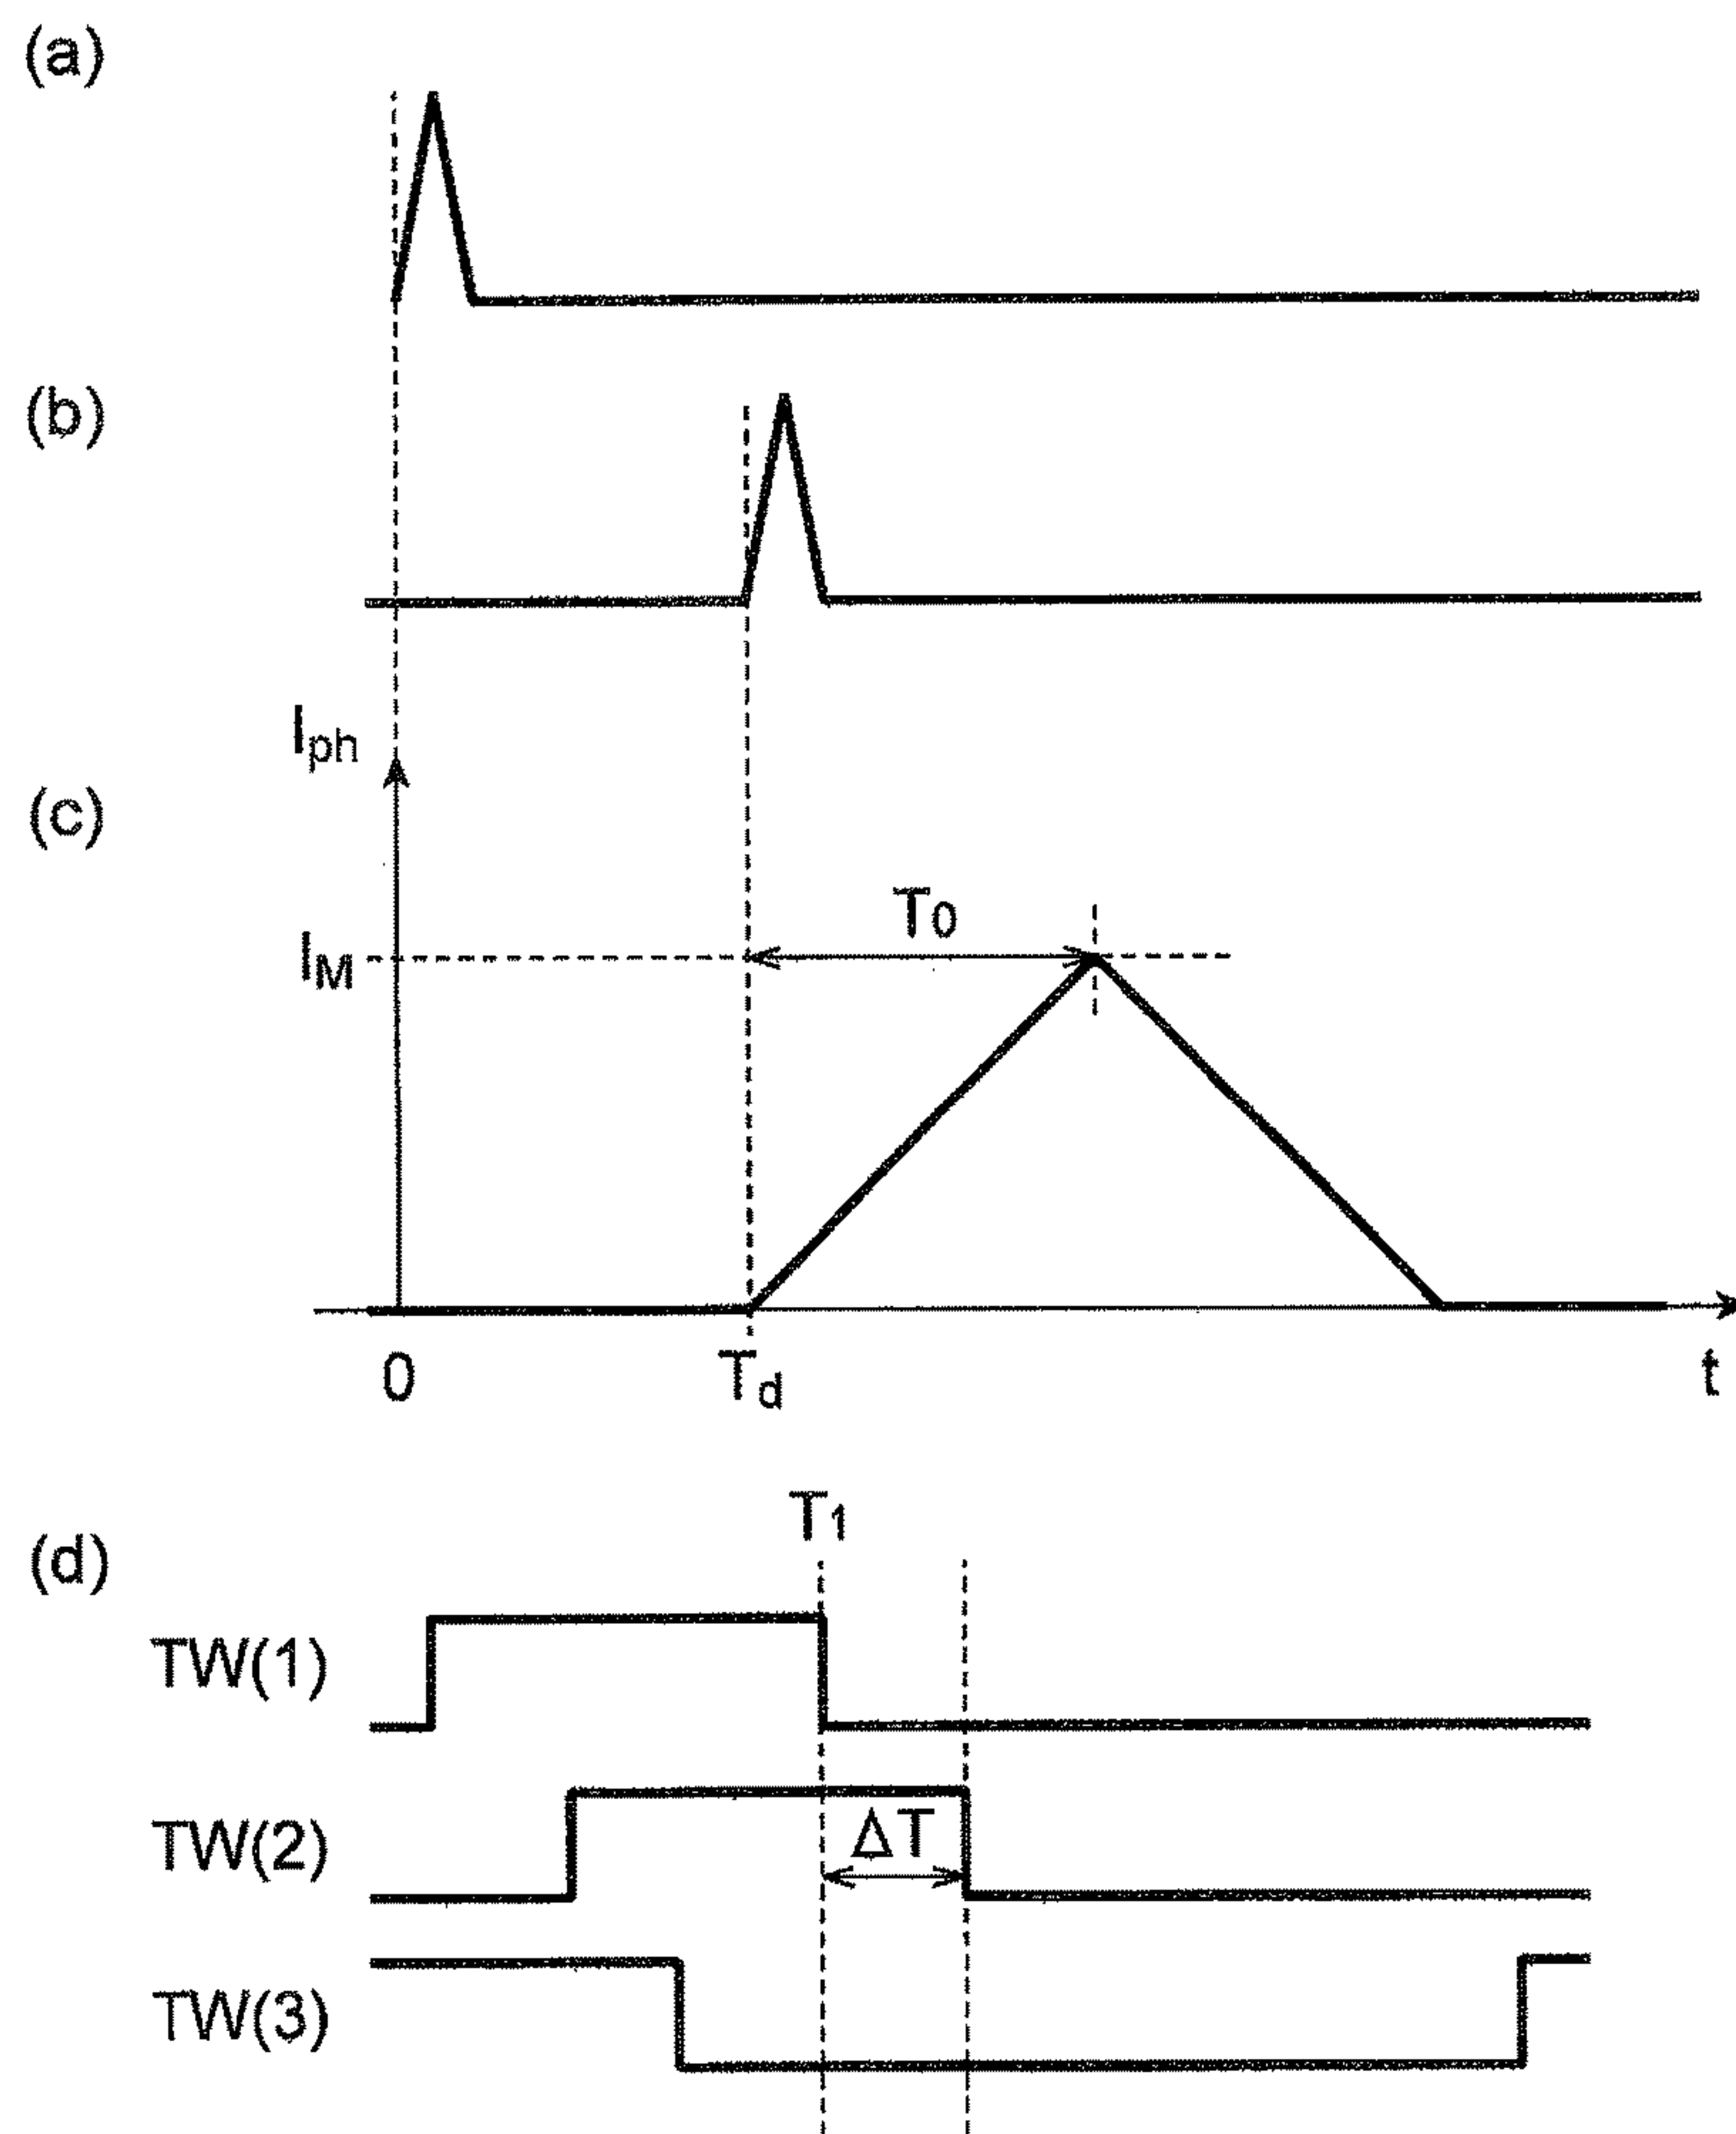 (a)
(b)
Iph
(c)
T0
IM
0
Td
t
T1
(d)
TW(1)
TW(2)
ΔT
TW(3)